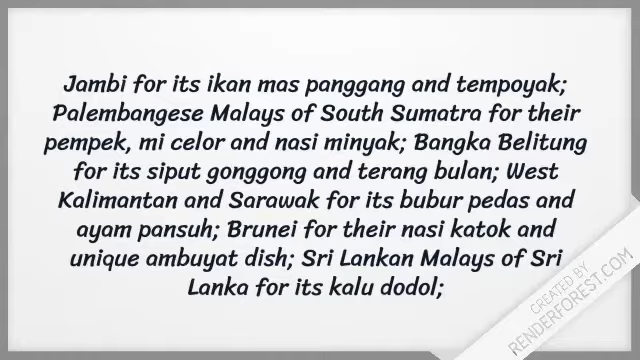 Jambi for its ikan mas panggang and tempoyak;
Palembangese Malays of South Sumatra for their
pempek, mi celor and nasi minyak; Bangka Belitung
for its siput gonggong and terang bulan; West
Kalimantan and Sarawak for its bubur pedas and
ayam pansuh; Brunei for their nasi katok and
unique ambuyat dish; Sri Lankan Malays of Sri
Lanka for its kalu dodol;
CREATED BY
RENDERFOREST.COM